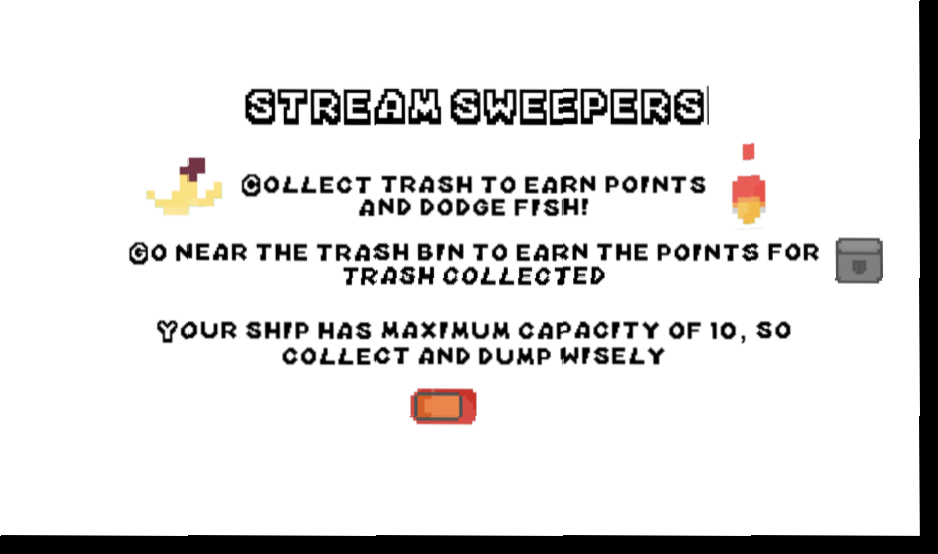 STREAM SWEEPERS
COLLECT TRASH TO EARN POINTS
AND DODGE FISH!
GO NEAR THE TRASH BIN TO EARN THE POINTS FOR
TRASH COLLECTED
YOUR SHIP HAS MAXIMUM CAPACITY OF 10, SO
COLLECT AND DUMP WISELY